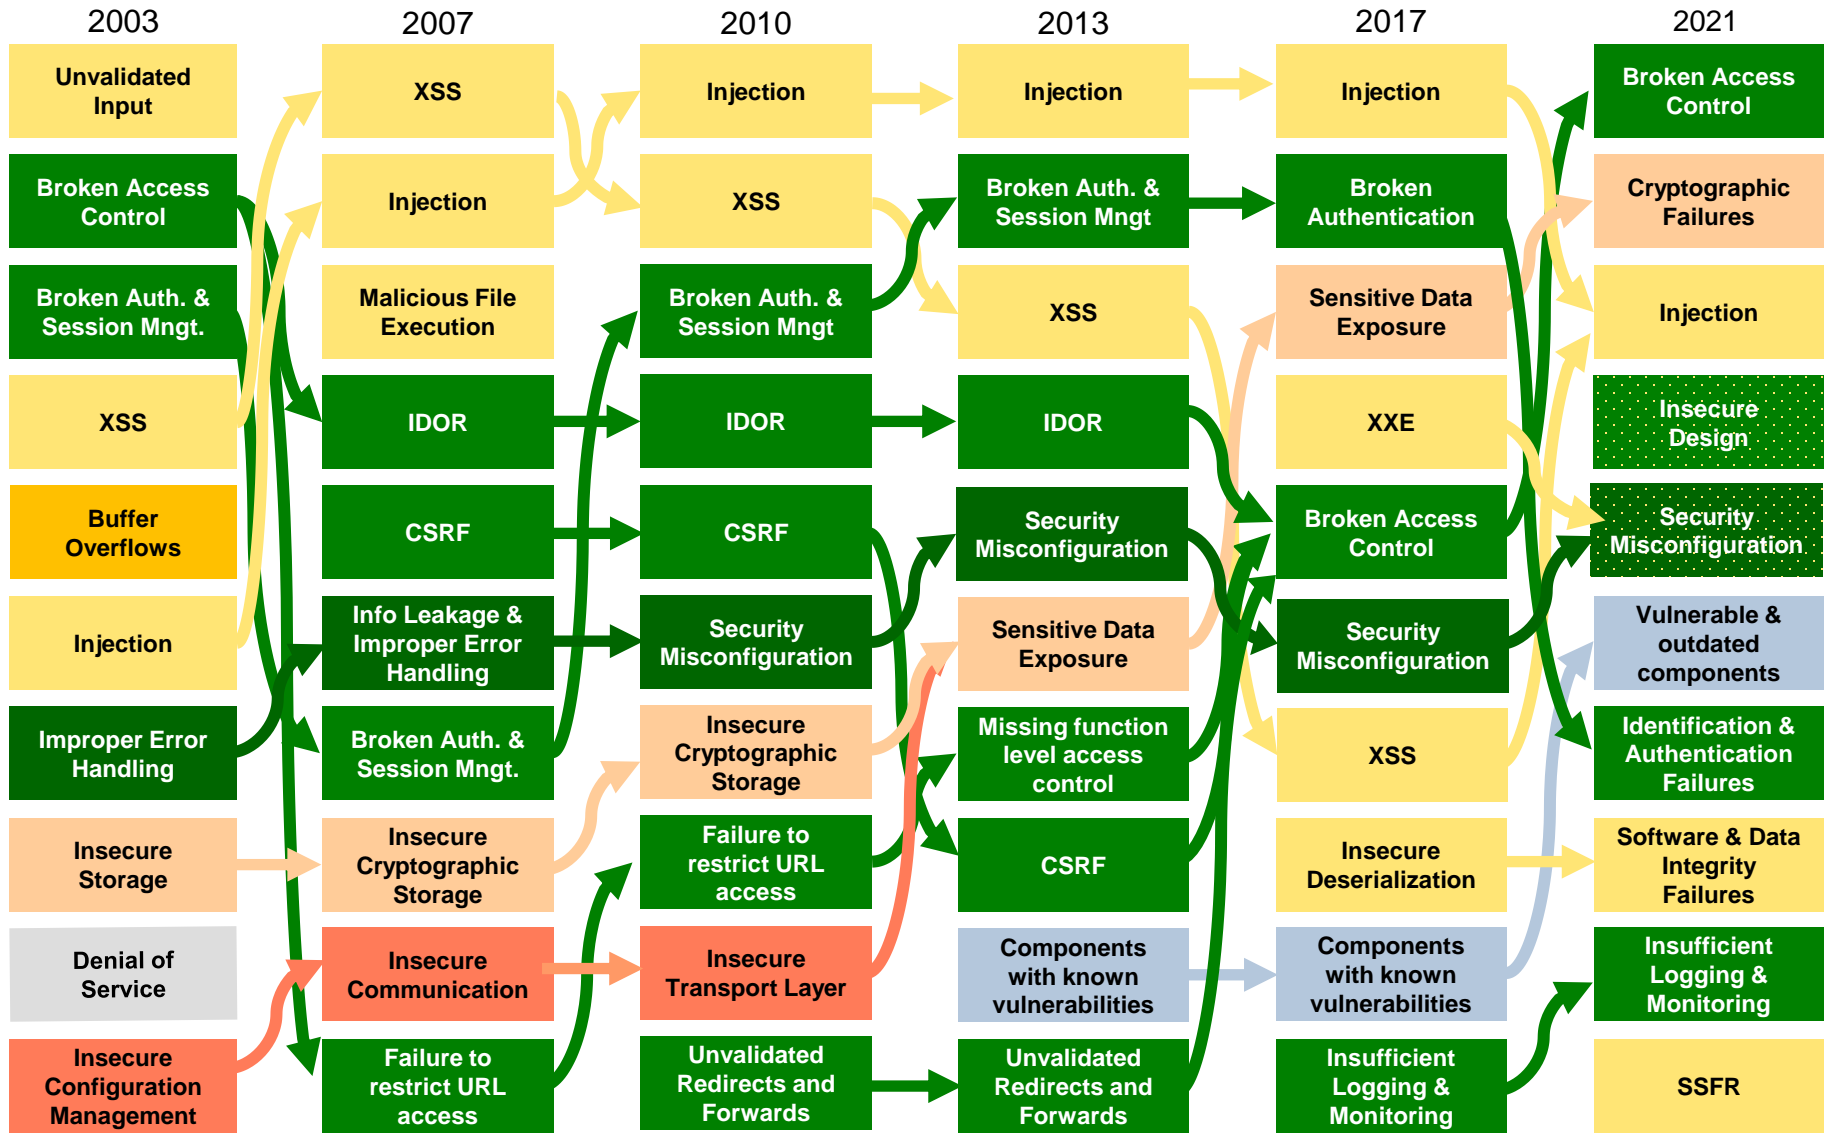 2003
2007
2010
2013
2017
2021
Unvalidated
Input
Broken Access
Control
Broken Auth. &
Session Mngt.
XSS
Buffer
Overflows
Injection
Improper Error
Handling
Insecure
Storage
Denial of
Service
Insecure
Configuration
Management
XSS
Injection
Malicious File
Execution
IDOR
CSRF
Info Leakage &
Improper Error
Handling
Broken Auth. &
Session Mngt.
Insecure
Cryptographic
Storage
Insecure
Communication
Failure to
restrict URL
access
Injection
XSS
Broken Auth. &
Session Mngt
IDOR
CSRF
Security
Misconfiguration
Insecure
Cryptographic
Storage
Failure to
restrict URL
access
Insecure
Transport Layer
Unvalidated
Redirects and
Forwards
Injection
Broken Auth. &
Session Mngt
XSS
IDOR
Security
Misconfiguration
Sensitive Data
Exposure
Missing function
level access
control
CSRF
Components
with known
vulnerabilities
Unvalidated
Redirects and
Forwards
Injection
Broken
Authentication
Sensitive Data
Exposure
XXE
Broken Access
Control
Security
Misconfiguration
XSS
Insecure
Deserialization
Components
with known
vulnerabilities
Insufficient
Logging &
Monitoring
Broken Access
Control
Cryptographic
Failures
Injection
Insecure
Design
Security
Misconfiguration
Vulnerable &
outdated
components
Identification &
Authentication
Failures
Software & Data
Integrity
Failures
Insufficient
Logging &
Monitoring
SSFR